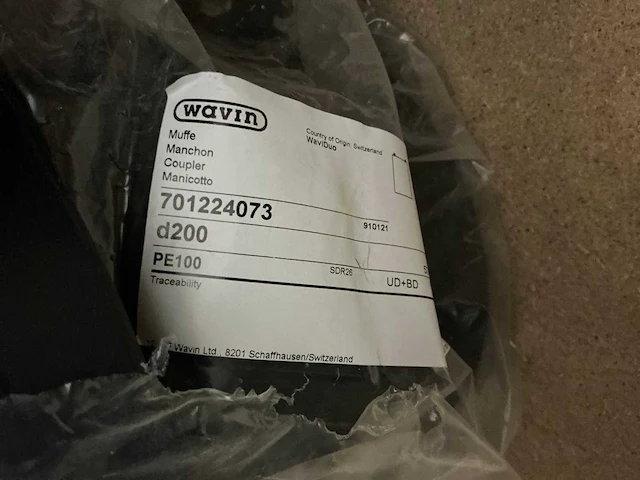 wavin
Muffe
Manchon
Coupler
Manicotto
Country of Origin: Switzerland
WaviDuo
701224073
910121
d200
PE100
SDR26
UD+BD
Traceability
Wavin Ltd., 8201 Schaffhausen/Switzerland